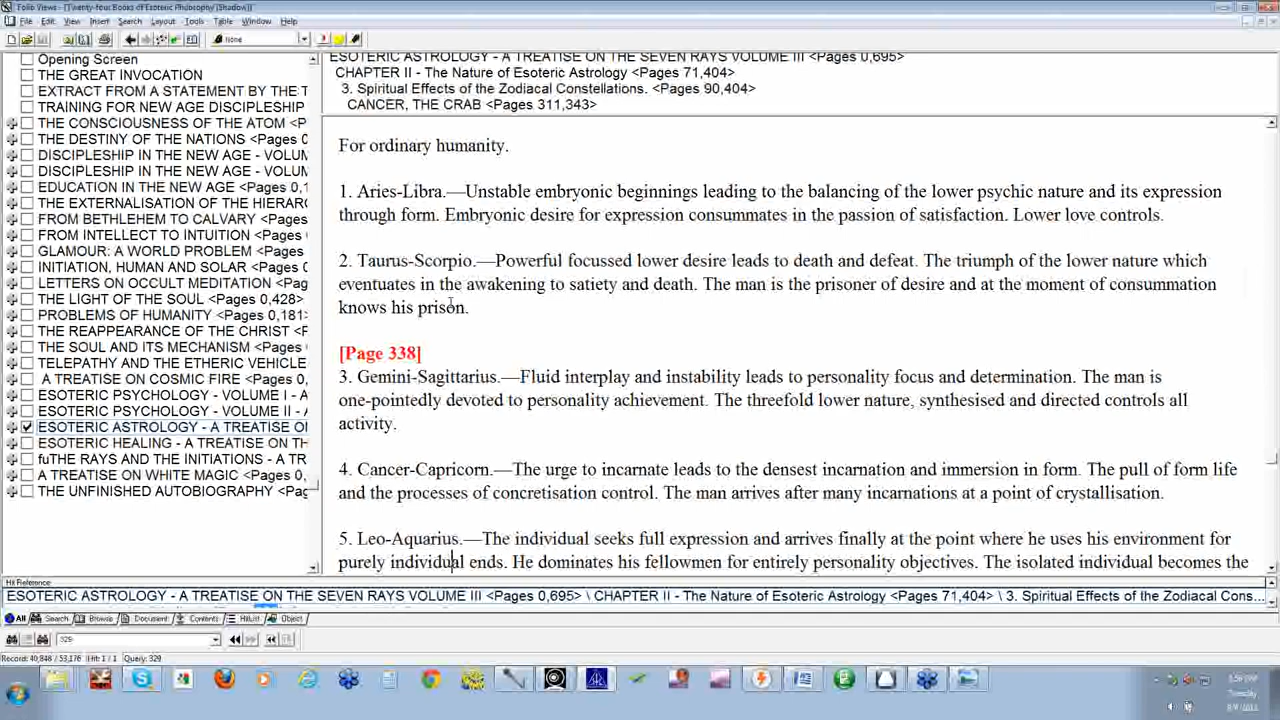 Folio Views - [Twenty-four Books of Esoteric Philosophy (Shadow)]
File Edit View Insert Search Layout Tools Table Window Help
None
Opening Screen
THE GREAT INVOCATION
EXTRACT FROM A STATEMENT BY THE T
TRAINING FOR NEW AGE DISCIPLESHIP
THE CONSCIOUSNESS OF THE ATOM <P
THE DESTINY OF THE NATIONS <Pages 0
DISCIPLESHIP IN THE NEW AGE - VOLUM
DISCIPLESHIP IN THE NEW AGE - VOLUM
EDUCATION IN THE NEW AGE <Pages 0,1
THE EXTERNALISATION OF THE HIERAR
FROM BETHLEHEM TO CALVARY <Pages
FROM INTELLECT TO INTUITION <Pages
GLAMOUR: A WORLD PROBLEM <Pages
INITIATION, HUMAN AND SOLAR <Pages
LETTERS ON OCCULT MEDITATION <Page
THE LIGHT OF THE SOUL <Pages 0,428>
PROBLEMS OF HUMANITY <Pages 0,181>
THE REAPPEARANCE OF THE CHRIST <P
THE SOUL AND ITS MECHANISM <Pages
TELEPATHY AND THE ETHERIC VEHICLE
A TREATISE ON COSMIC FIRE <Pages 0,
ESOTERIC PSYCHOLOGY - VOLUME I - A
ESOTERIC PSYCHOLOGY - VOLUME II - A
ESOTERIC ASTROLOGY - A TREATISE O
ESOTERIC HEALING - A TREATISE ON TH
fuTHE RAYS AND THE INITIATIONS - A TR
A TREATISE ON WHITE MAGIC <Pages 0,
THE UNFINISHED AUTOBIOGRAPHY <Pag
ESOTERIC ASTROLOGY - A TREATISE ON THE SEVEN RAYS VOLUME III <Pages 0,695>
CHAPTER II - The Nature of Esoteric Astrology <Pages 71,404>
3. Spiritual Effects of the Zodiacal Constellations. <Pages 90,404>
CANCER, THE CRAB <Pages 311,343>
For ordinary humanity.
1. Aries-Libra.—Unstable embryonic beginnings leading to the balancing of the lower psychic nature and its expression
through form. Embryonic desire for expression consummates in the passion of satisfaction. Lower love controls.
2. Taurus-Scorpio.—Powerful focussed lower desire leads to death and defeat. The triumph of the lower nature which
eventuates in the awakening to satiety and death. The man is the prisoner of desire and at the moment of consummation
knows his prison.
[Page 338]
3. Gemini-Sagittarius.—Fluid interplay and instability leads to personality focus and determination. The man is
one-pointedly devoted to personality achievement. The threefold lower nature, synthesised and directed controls all
activity.
4. Cancer-Capricorn.—The urge to incarnate leads to the densest incarnation and immersion in form. The pull of form life
and the processes of concretisation control. The man arrives after many incarnations at a point of crystallisation.
5. Leo-Aquarius.—The individual seeks full expression and arrives finally at the point where he uses his environment for
purely individual ends. He dominates his fellowmen for entirely personality objectives. The isolated individual becomes the
Hit Reference
ESOTERIC ASTROLOGY - A TREATISE ON THE SEVEN RAYS VOLUME III <Pages 0,695> \ CHAPTER II - The Nature of Esoteric Astrology <Pages 71,404> \ 3. Spiritual Effects of the Zodiacal Cons...
All Search Browse Document Contents HitList Object
329
Record: 40,848 / 53,176 Hit: 1 / 1 Query: 329
Tuesday